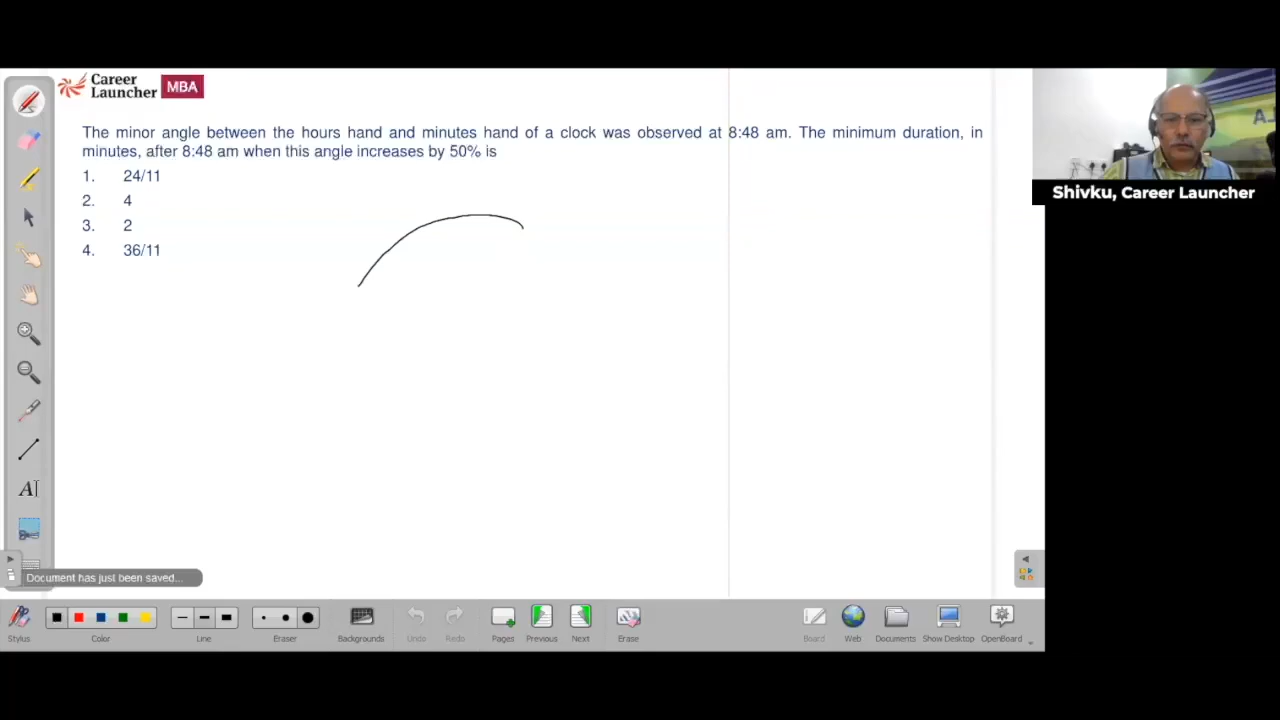 Career
Launcher MBA
The minor angle between the hours hand and minutes hand of a clock was observed at 8:48 am. The minimum duration, in
minutes, after 8:48 am when this angle increases by 50% is
1. 24/11
2. 4
3. 2
4. 36/11
Shivku, Career Launcher
AI
Document has just been saved...
Stylus Color Line Eraser Backgrounds Undo Redo Pages Previous Next Erase Board Web Documents Show Desktop OpenBoard